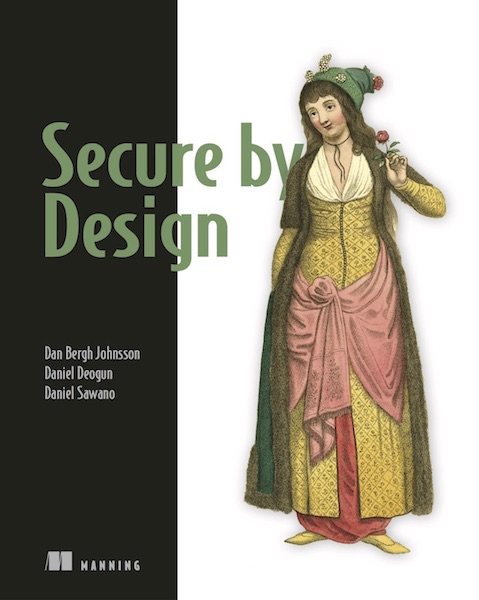 Secure by
Design
Dan Bergh Johnsson
Daniel Deogun
Daniel Sawano
MANNING